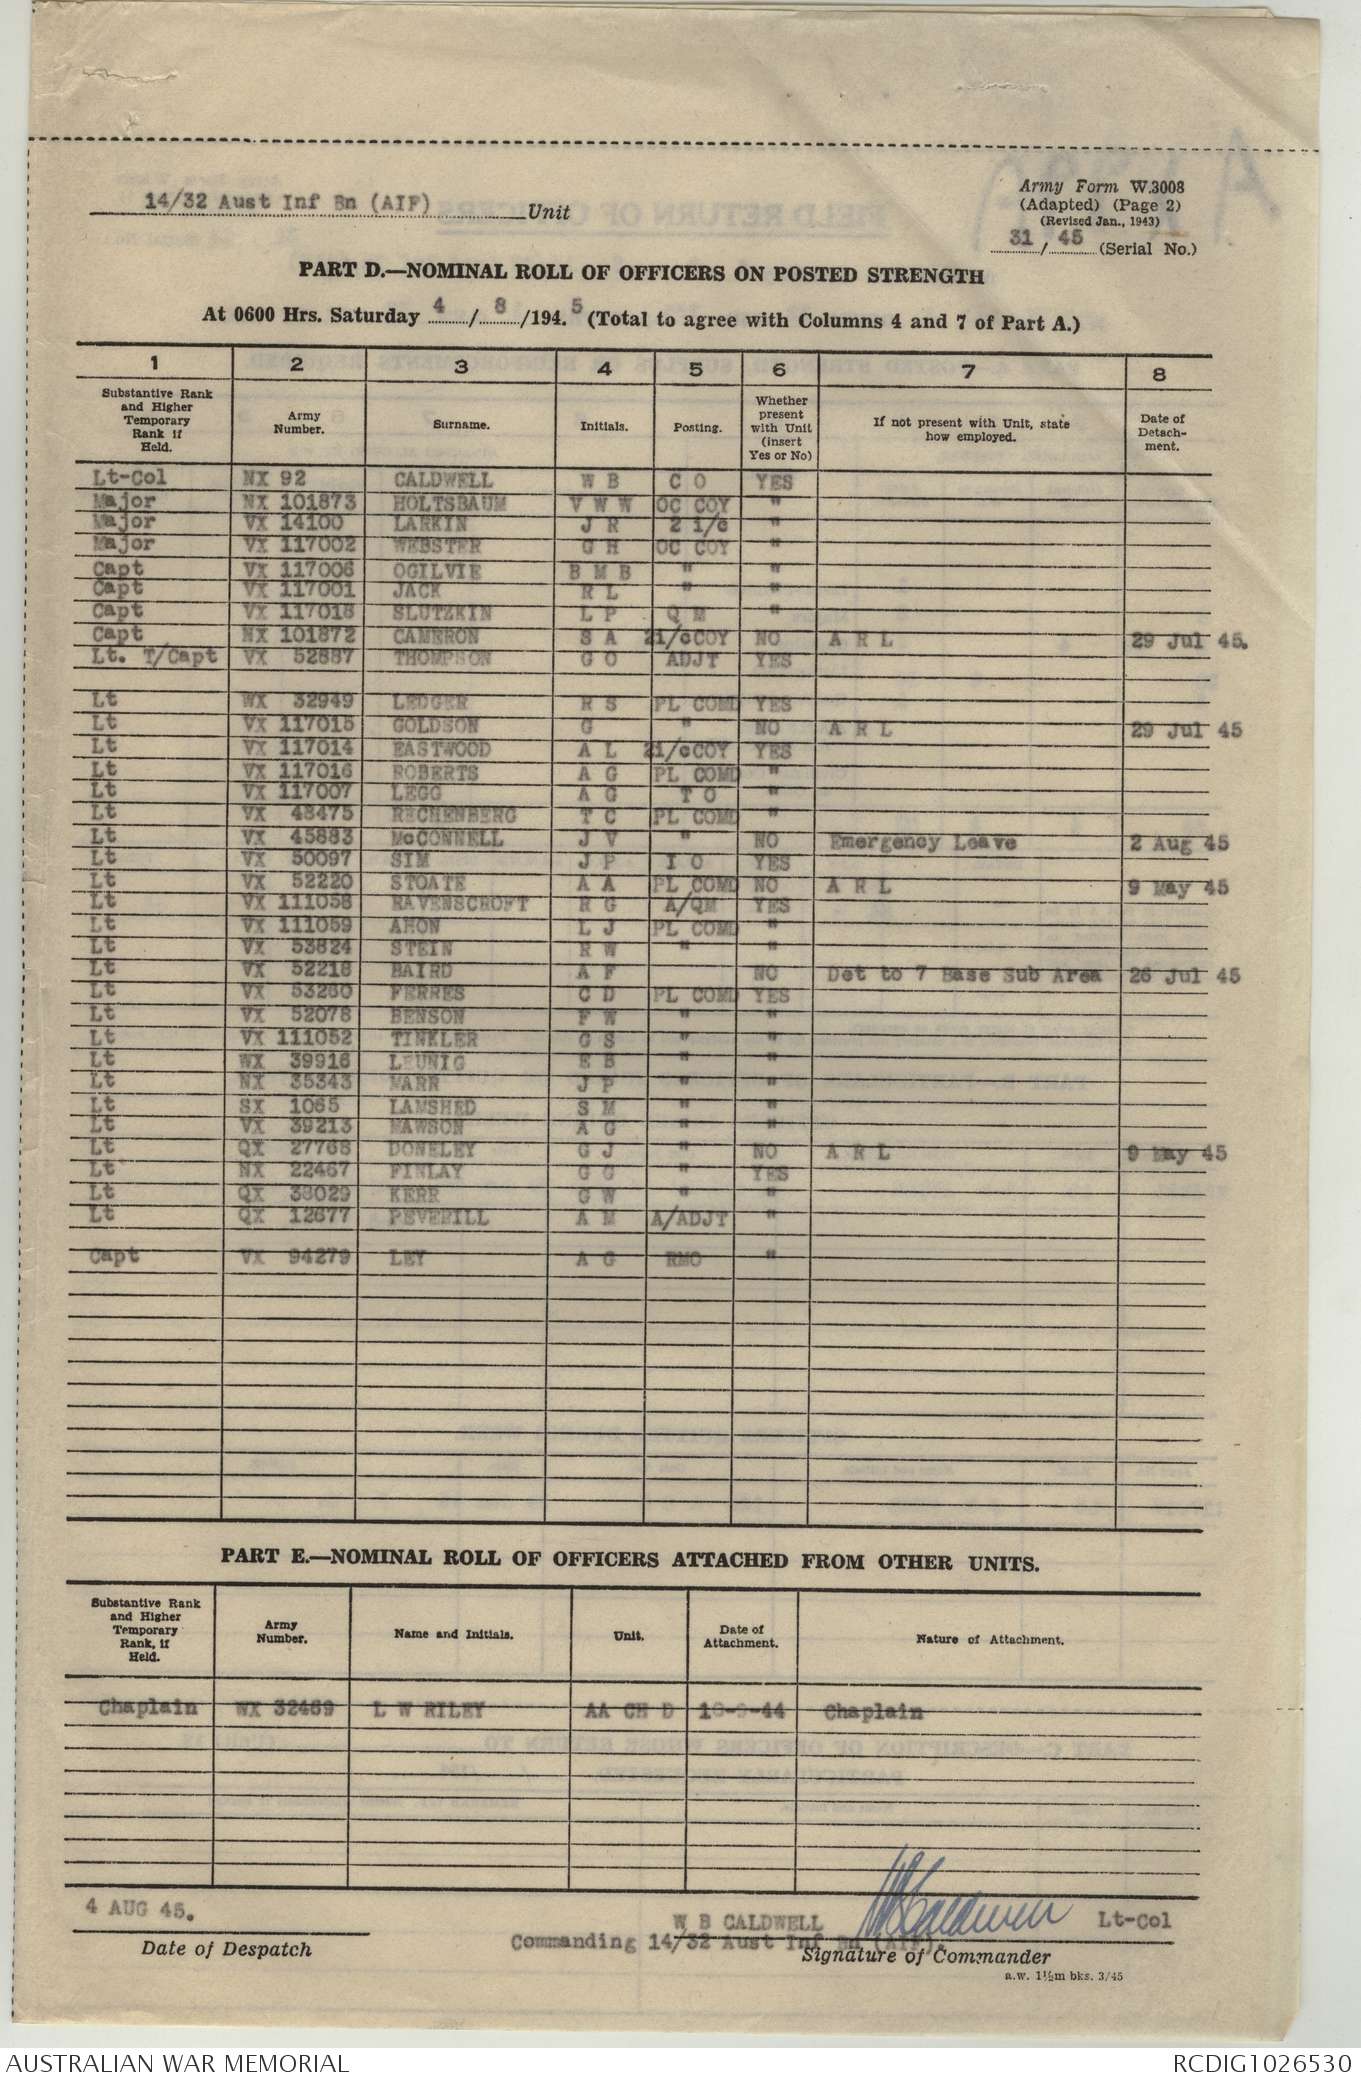 Army Form W.3008
14/32 Aust Inf Bn (AIF) Unit
(Adapted) (Page 2)
(Revised Jan., 1943)
31 / 45 (Serial No.)
PART D.—NOMINAL ROLL OF OFFICERS ON POSTED STRENGTH
At 0600 Hrs. Saturday 4 / 8 /1945 (Total to agree with Columns 4 and 7 of Part A.)
1 2 3 4 5 6 7 8
Substantive Rank and Higher Temporary Rank if Held. Army Number. Surname. Initials. Posting. Whether present with Unit (insert Yes or No) If not present with Unit, state how employed. Date of Detachment.
Lt-Col NX 92 CALDWELL W B C O YES
Major NX 101873 HOLTSBAUM V W W OC COY "
Major VX 14100 LARKIN J R 2 i/c "
Major VX 117002 WEBSTER G H OC COY "
Capt VX 117006 OGILVIE B M B " "
Capt VX 117001 JACK R L " "
Capt VX 117018 SLUTZKIN L P Q M "
Capt NX 101872 CAMERON S A 2i/cCOY NO A R L 29 Jul 45.
Lt. T/Capt VX 52887 THOMPSON G O ADJT YES
Lt WX 32949 LEDGER R S PL COMD YES
Lt VX 117015 GOLDSON G " NO A R L 29 Jul 45
Lt VX 117014 EASTWOOD A L 2i/cCOY YES
Lt VX 117016 ROBERTS A G PL COMD "
Lt VX 117007 LEGG A G T O "
Lt VX 48475 RECHENBERG T C PL COMD "
Lt VX 45883 McCONNELL J V " NO Emergency Leave 2 Aug 45
Lt VX 50097 SIM J P I O YES
Lt VX 52220 STOATE A A PL COMD NO A R L 9 May 45
Lt VX 111058 RAVENSCROFT R G A/QM YES
Lt VX 111059 AHON L J PL COMD "
Lt VX 53824 STEIN R W " "
Lt VX 52218 BAIRD A F NO Det to 7 Base Sub Area 26 Jul 45
Lt VX 53260 FERRES C D PL COMD YES
Lt VX 52078 BENSON F W " "
Lt VX 111052 TINKLER G S " "
Lt WX 39916 LEUNIG E B " "
Lt NX 35343 MARR J P " "
Lt SX 1065 LAMSHED S M " "
Lt VX 39213 MAWSON A G " "
Lt QX 27768 DONELEY G J " NO A R L 9 May 45
Lt NX 22467 FINLAY G G " YES
Lt QX 38029 KERR G W " "
Lt QX 12677 PEVERILL A M A/ADJT "
Capt VX 94279 LEY A G RMO "
PART E.—NOMINAL ROLL OF OFFICERS ATTACHED FROM OTHER UNITS.
Substantive Rank and Higher Temporary Rank, if Held. Army Number. Name and Initials. Unit. Date of Attachment. Nature of Attachment.
Chaplain WX 32469 L W RILEY AA CH D Chaplain
4 AUG 45. W B CALDWELL WBCaldwell Lt-Col
Date of Despatch Commanding 14/32 Aust Inf Bn (AIF). Signature of Commander
a.w. 1½m bks. 3/45
AUSTRALIAN WAR MEMORIAL RCDIG1026530